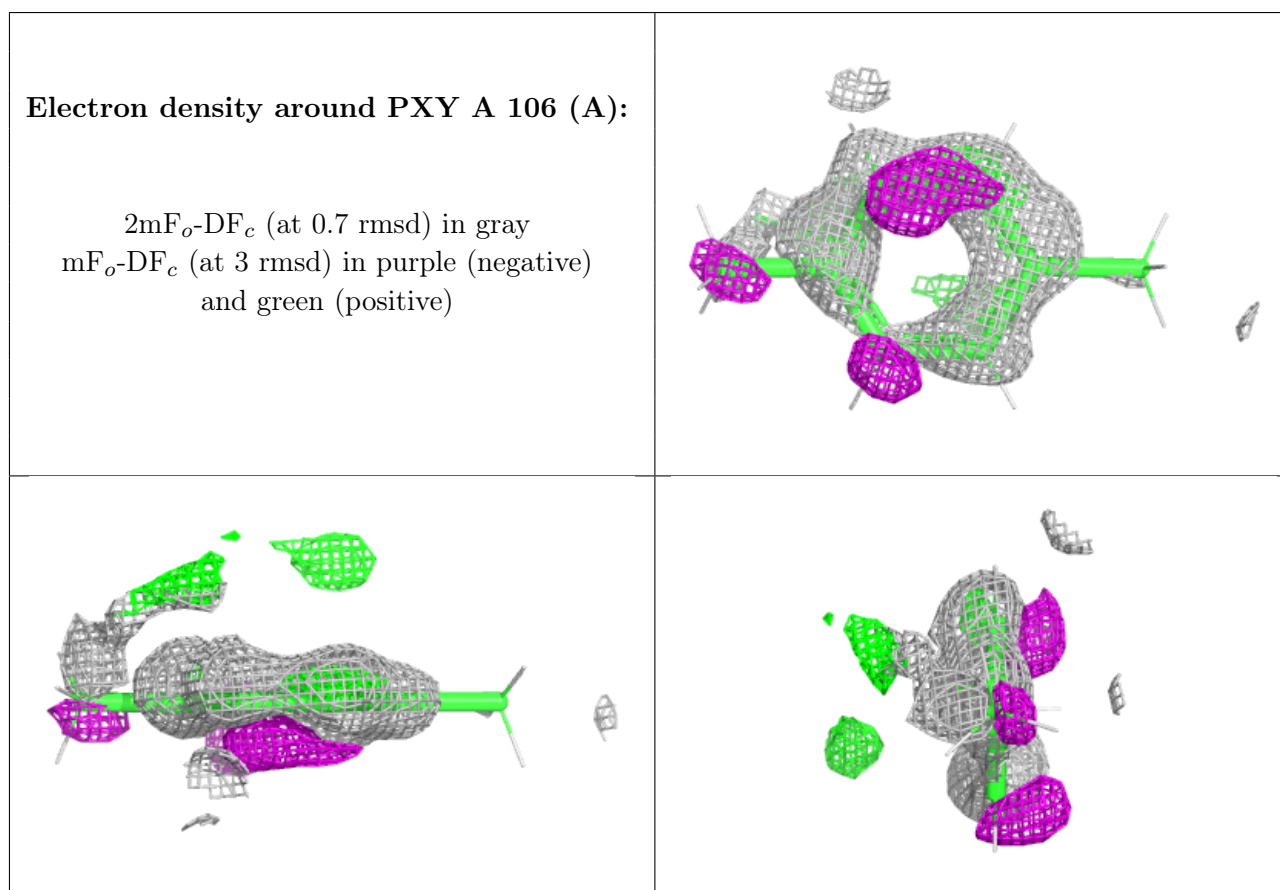 Electron density around PXY A 106 (A):
2mFₒ-DF𝒸 (at 0.7 rmsd) in gray
mFₒ-DF𝒸 (at 3 rmsd) in purple (negative)
and green (positive)